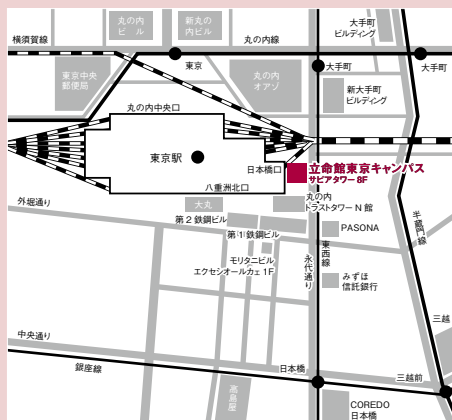 丸の内
ビル
新丸の
内ビル
大手町
ビルディング
横須賀線
丸の内線
東京
大手町
大手町
東京中央
郵便局
丸の内
オアゾ
新大手町
ビルディング
丸の内中央口
東京駅
日本橋口
立命館東京キャンパス
サピアタワー8F
八重洲北口
外堀通り
大丸
丸の内
トラストタワーN館
第2鉄鋼ビル
第1鉄鋼ビル
PASONA
半蔵門線
東西線
永代通り
モリタニビル
エクセシオールカェ1F
みずほ
信託銀行
三越
中央通り
銀座線
日本橋
三越前
高島屋
COREDO
日本橋